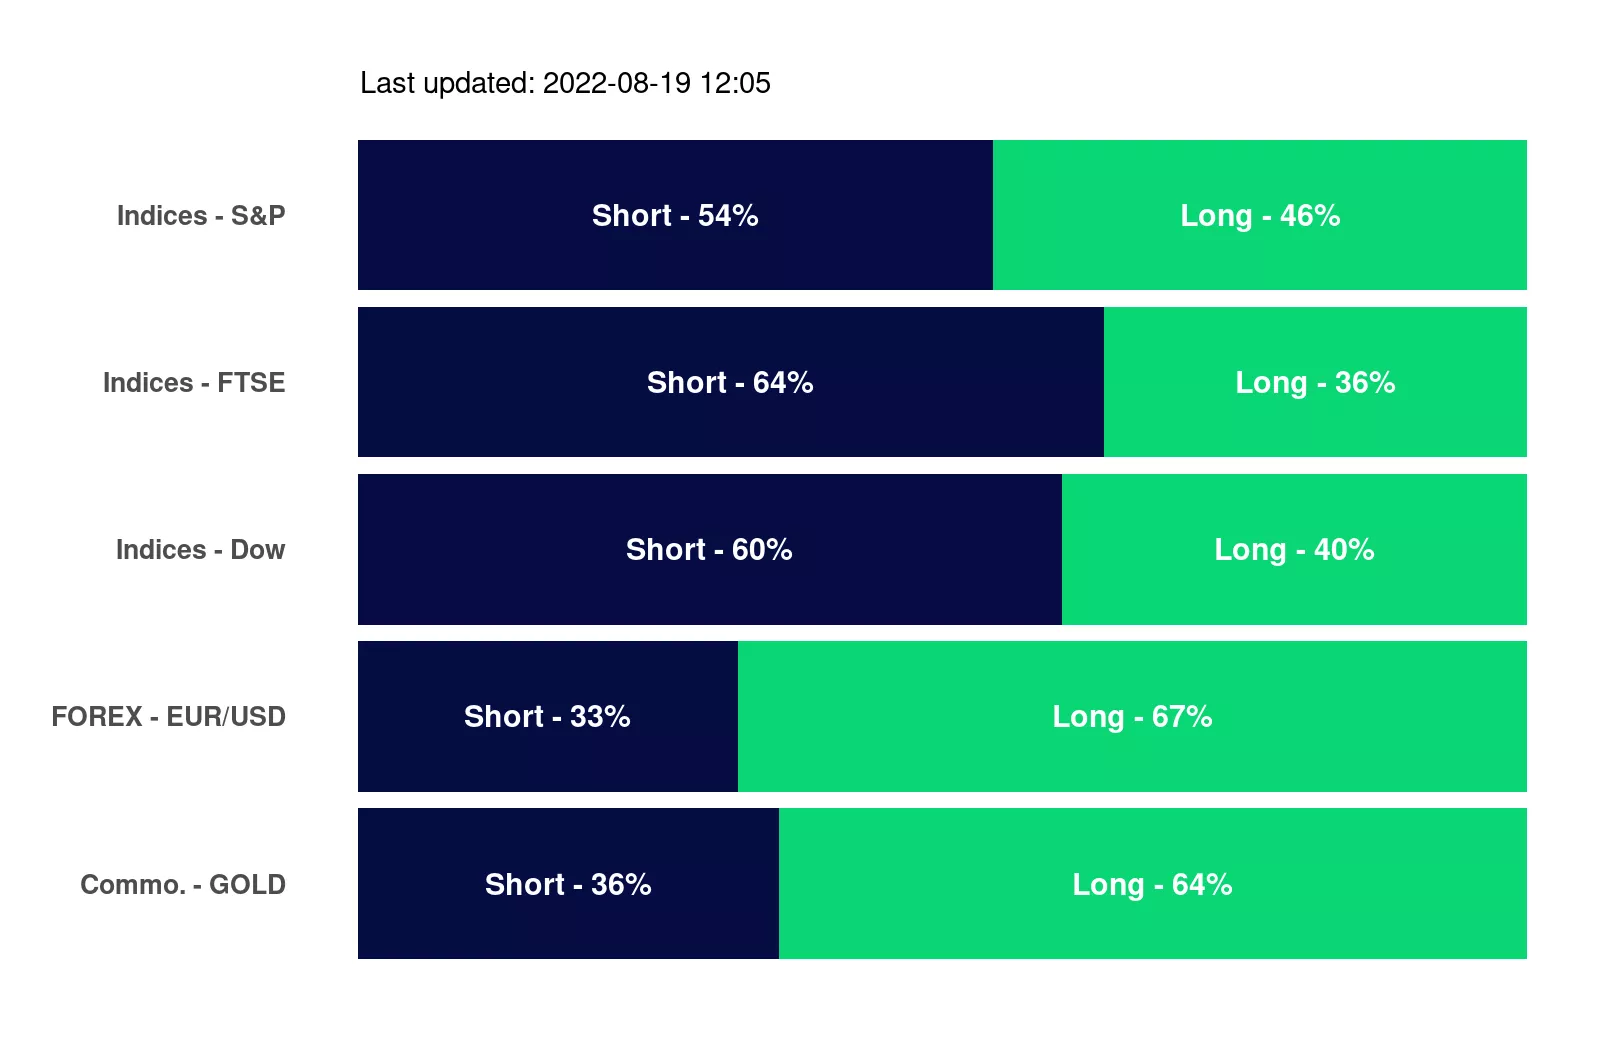 Last updated: 2022-08-19 12:05
Indices - S&P Short - 54% Long - 46%
Indices - FTSE Short - 64% Long - 36%
Indices - Dow Short - 60% Long - 40%
FOREX - EUR/USD Short - 33% Long - 67%
Commo. - GOLD Short - 36% Long - 64%